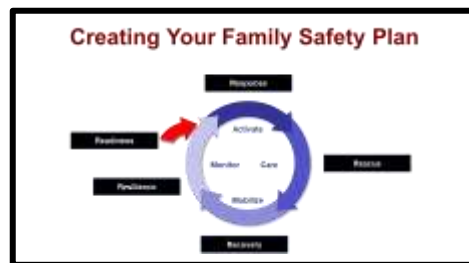 Creating Your Family Safety Plan
Response
Activate
Readiness
Monitor Care
Rescue
Resilience
Mobilize
Recovery